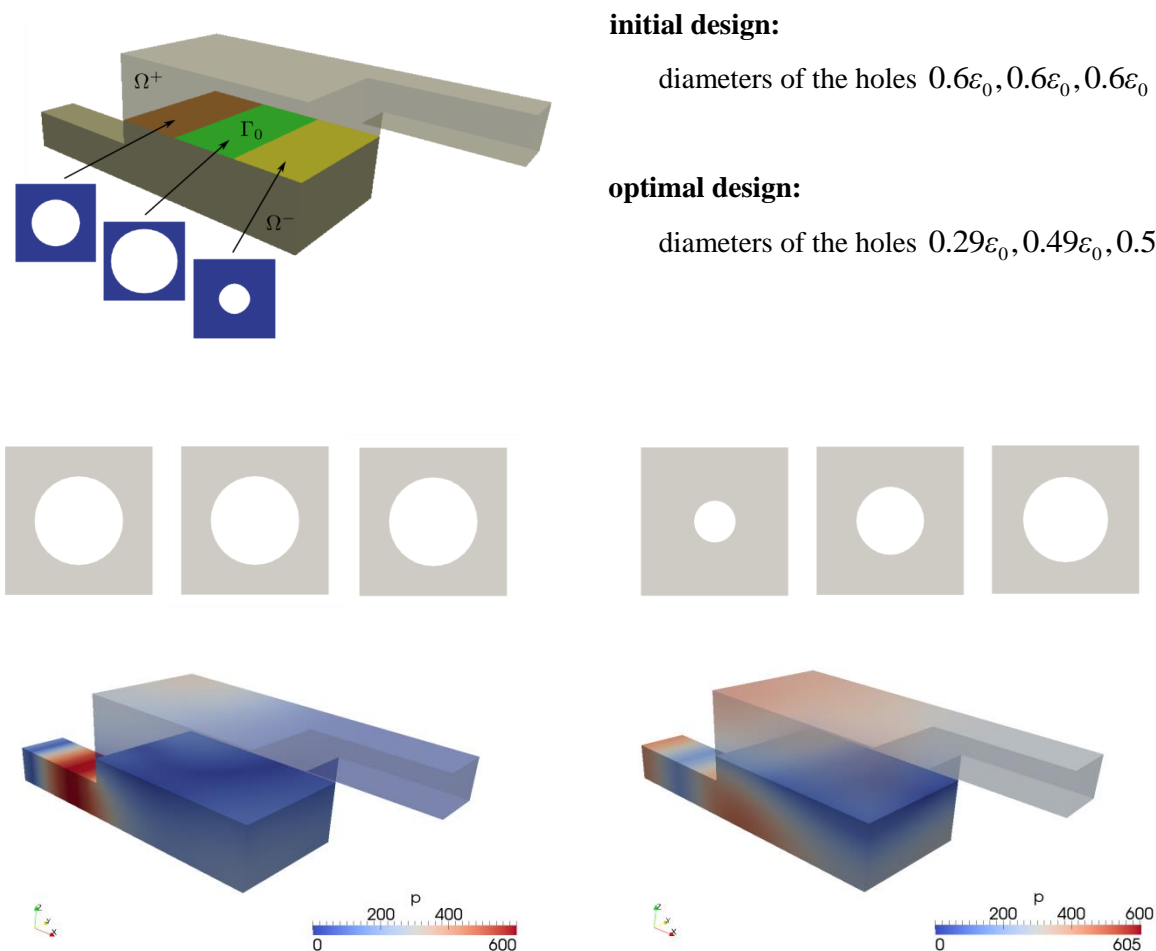 initial design:
diameters of the holes 0.6ε₀, 0.6ε₀, 0.6ε₀
Ω⁺
Γ₀
Ω⁻
optimal design:
diameters of the holes 0.29ε₀, 0.49ε₀, 0.5
p
200 400
0 600
z
y
x
p
200 400 600
0 605
z
y
x